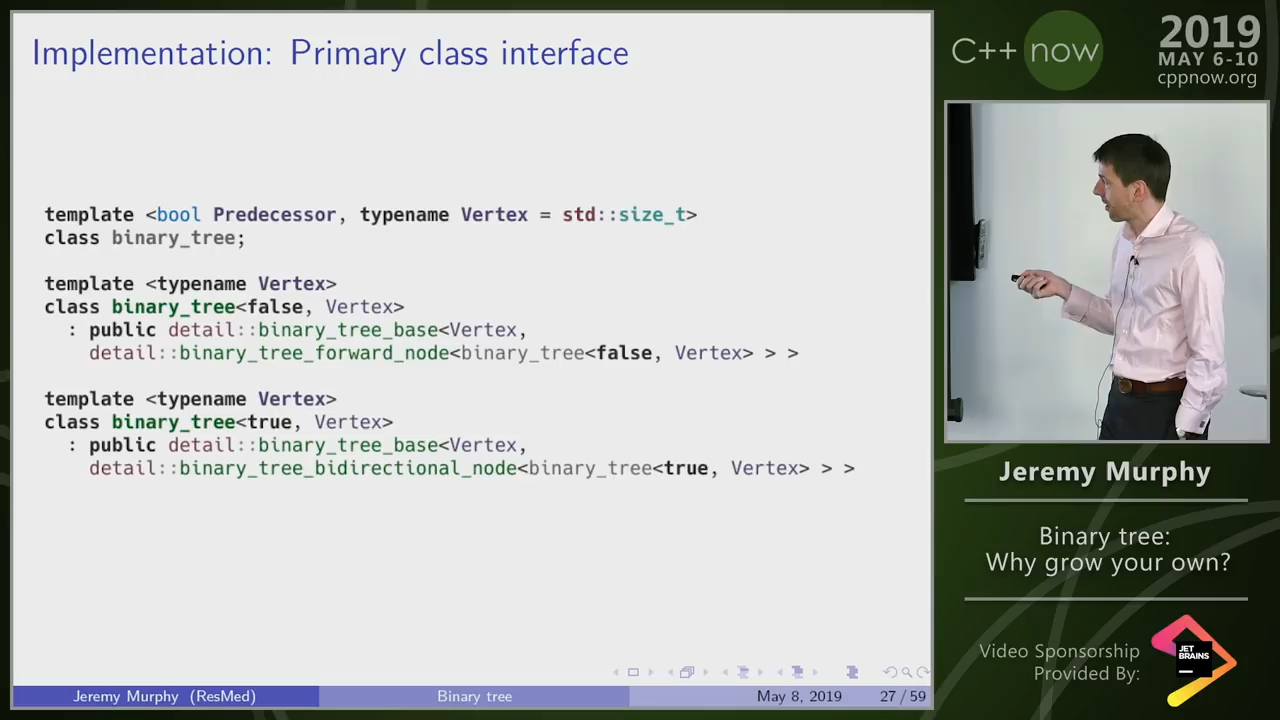 Implementation: Primary class interface
template <bool Predecessor, typename Vertex = std::size_t>
class binary_tree;
template <typename Vertex>
class binary_tree<false, Vertex>
: public detail::binary_tree_base<Vertex,
detail::binary_tree_forward_node<binary_tree<false, Vertex> > >
template <typename Vertex>
class binary_tree<true, Vertex>
: public detail::binary_tree_base<Vertex,
detail::binary_tree_bidirectional_node<binary_tree<true, Vertex> > >
Jeremy Murphy (ResMed)
Binary tree
May 8, 2019
27 / 59
C++ now
2019
MAY 6-10
cppnow.org
Jeremy Murphy
Binary tree:
Why grow your own?
Video Sponsorship
Provided By:
JET
BRAINS